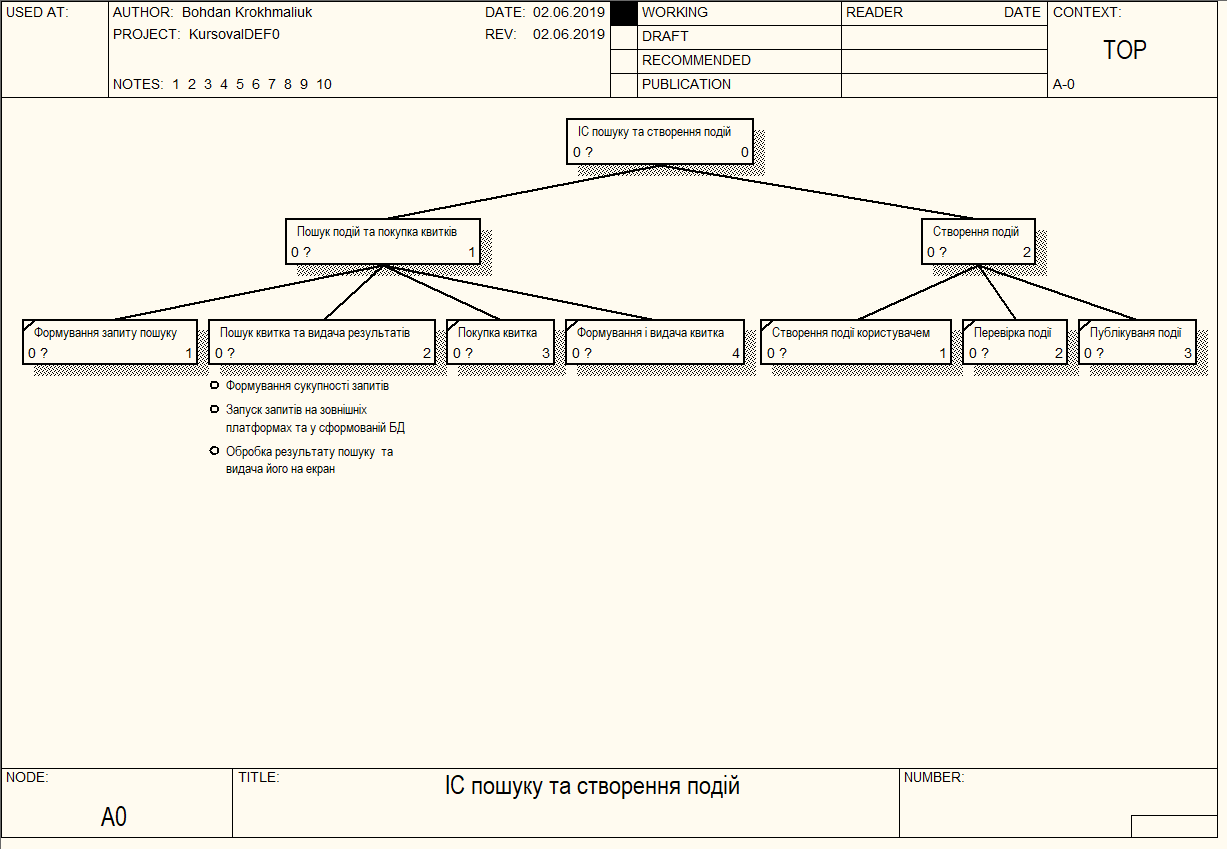 USED AT:
AUTHOR: Bohdan Krokhmaliuk
DATE: 02.06.2019
PROJECT: KursovaIDEF0
REV: 02.06.2019
NOTES: 1 2 3 4 5 6 7 8 9 10
WORKING
DRAFT
RECOMMENDED
PUBLICATION
READER DATE
CONTEXT:
TOP
A-0
ІС пошуку та створення подій
0 ? 0
Пошук подій та покупка квитків
0 ? 1
Створення подій
0 ? 2
Формування запиту пошуку
0 ? 1
Пошук квитка та видача результатів
0 ? 2
Покупка квитка
0 ? 3
Формування і видача квитка
0 ? 4
Створення події користувачем
0 ? 1
Перевірка події
0 ? 2
Публікуваня події
0 ? 3
Формування сукупності запитів
Запуск запитів на зовнішніх
платформах та у сформованій БД
Обробка результату пошуку та
видача його на екран
NODE:
A0
TITLE:
ІС пошуку та створення подій
NUMBER: